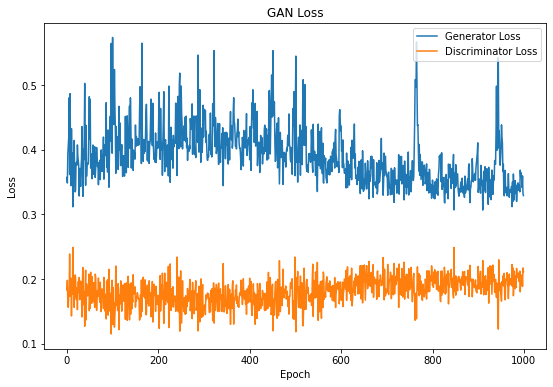 GAN Loss
Generator Loss
Discriminator Loss
0.5
0.4
0.3
0.2
0.1
Loss
0 200 400 600 800 1000
Epoch